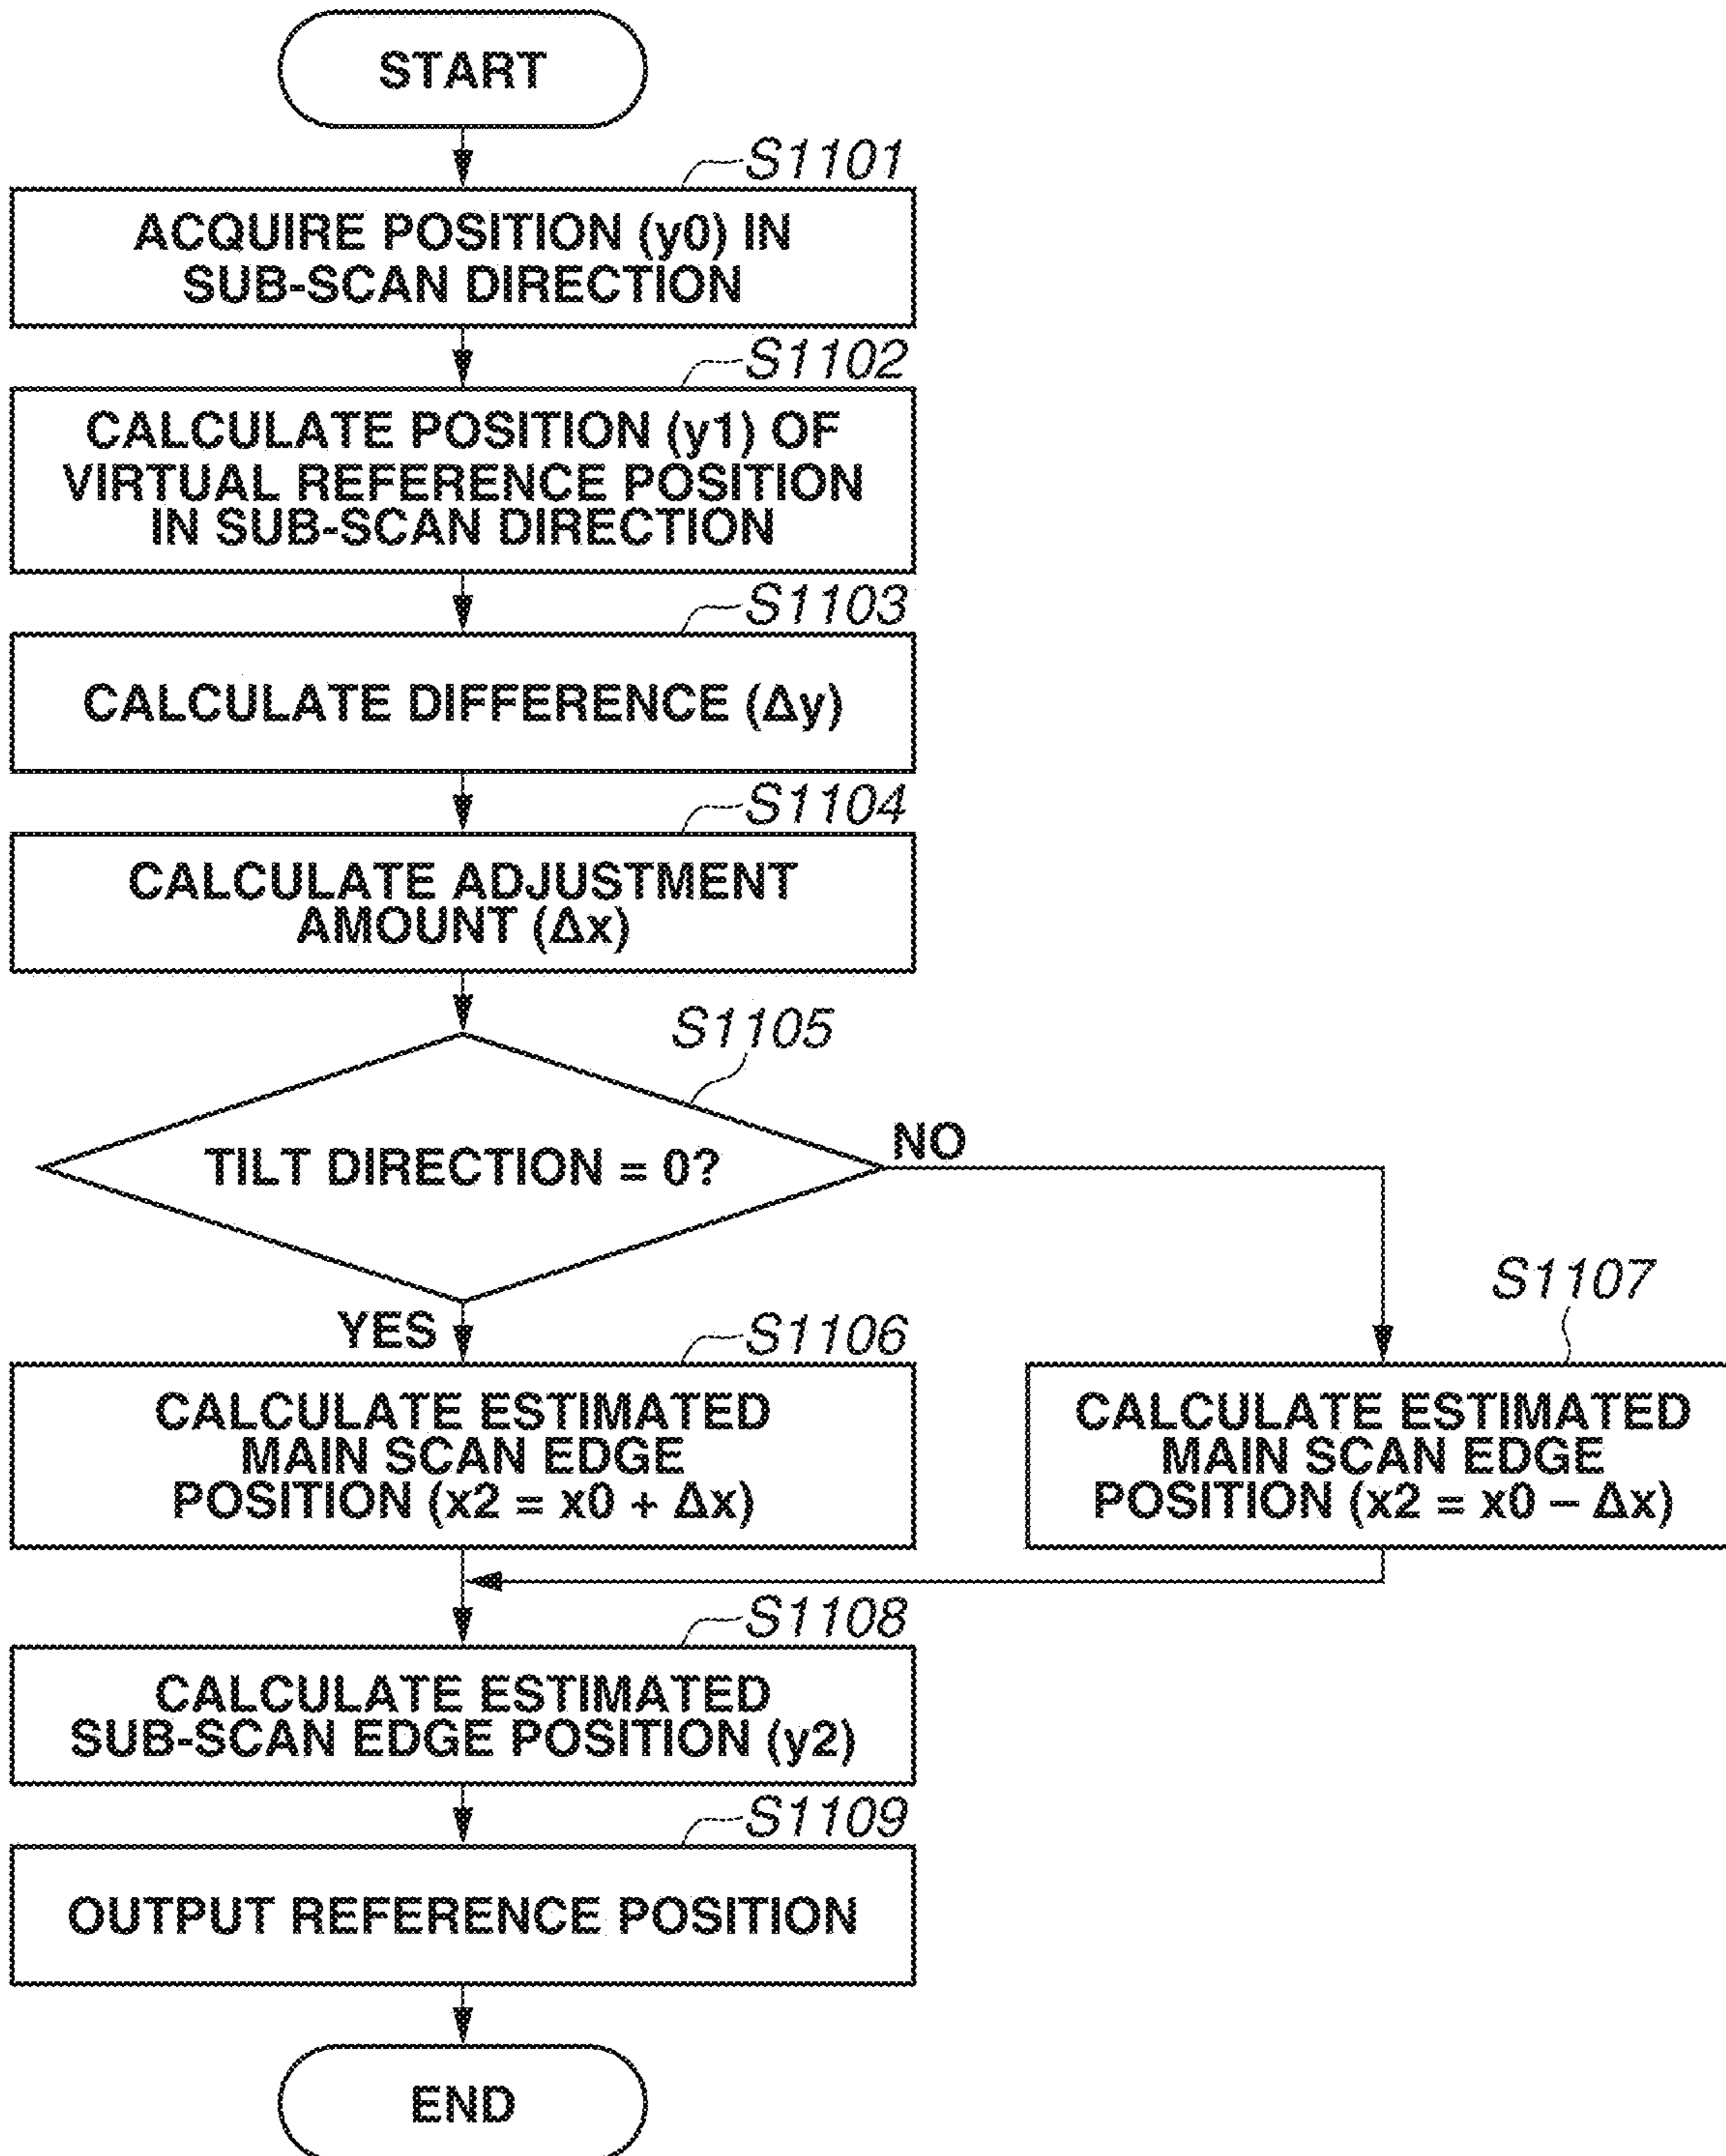 START
S1101
ACQUIRE POSITION (y0) IN
SUB-SCAN DIRECTION
S1102
CALCULATE POSITION (y1) OF
VIRTUAL REFERENCE POSITION
IN SUB-SCAN DIRECTION
S1103
CALCULATE DIFFERENCE (Δy)
S1104
CALCULATE ADJUSTMENT
AMOUNT (Δx)
S1105
TILT DIRECTION = 0?
NO
YES
S1106
CALCULATE ESTIMATED
MAIN SCAN EDGE
POSITION (x2 = x0 + Δx)
S1107
CALCULATE ESTIMATED
MAIN SCAN EDGE
POSITION (x2 = x0 – Δx)
S1108
CALCULATE ESTIMATED
SUB-SCAN EDGE POSITION (y2)
S1109
OUTPUT REFERENCE POSITION
END